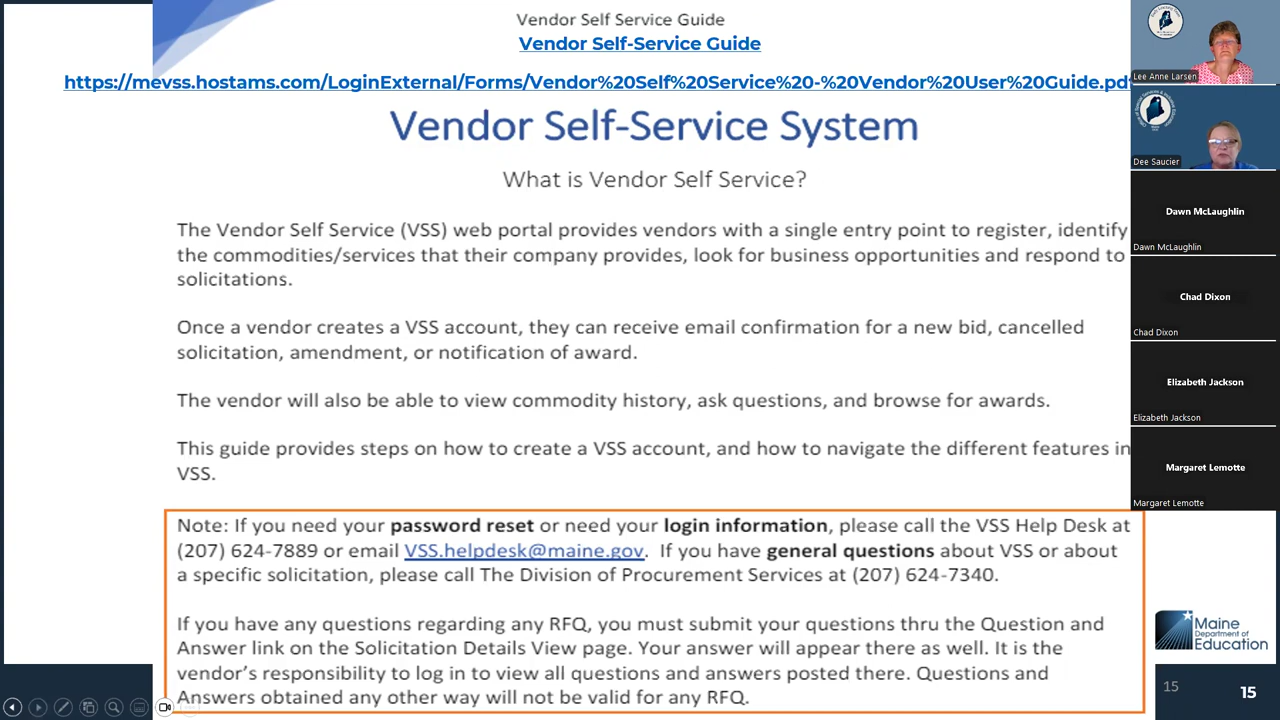 Vendor Self Service Guide
Vendor Self-Service Guide
https://mevss.hostams.com/LoginExternal/Forms/Vendor%20Self%20Service%20-%20Vendor%20User%20Guide.pd
Vendor Self-Service System
What is Vendor Self Service?
The Vendor Self Service (VSS) web portal provides vendors with a single entry point to register, identify
the commodities/services that their company provides, look for business opportunities and respond to
solicitations.
Once a vendor creates a VSS account, they can receive email confirmation for a new bid, cancelled
solicitation, amendment, or notification of award.
The vendor will also be able to view commodity history, ask questions, and browse for awards.
This guide provides steps on how to create a VSS account, and how to navigate the different features in
VSS.
Note: If you need your password reset or need your login information, please call the VSS Help Desk at
(207) 624-7889 or email VSS.helpdesk@maine.gov. If you have general questions about VSS or about
a specific solicitation, please call The Division of Procurement Services at (207) 624-7340.
If you have any questions regarding any RFQ, you must submit your questions thru the Question and
Answer link on the Solicitation Details View page. Your answer will appear there as well. It is the
vendor's responsibility to log in to view all questions and answers posted there. Questions and
Answers obtained any other way will not be valid for any RFQ.
Lee Anne Larsen
Dee Saucier
Dawn McLaughlin
Dawn McLaughlin
Chad Dixon
Chad Dixon
Elizabeth Jackson
Elizabeth Jackson
Margaret Lemotte
Margaret Lemotte
Maine
Department of
Education
15
15